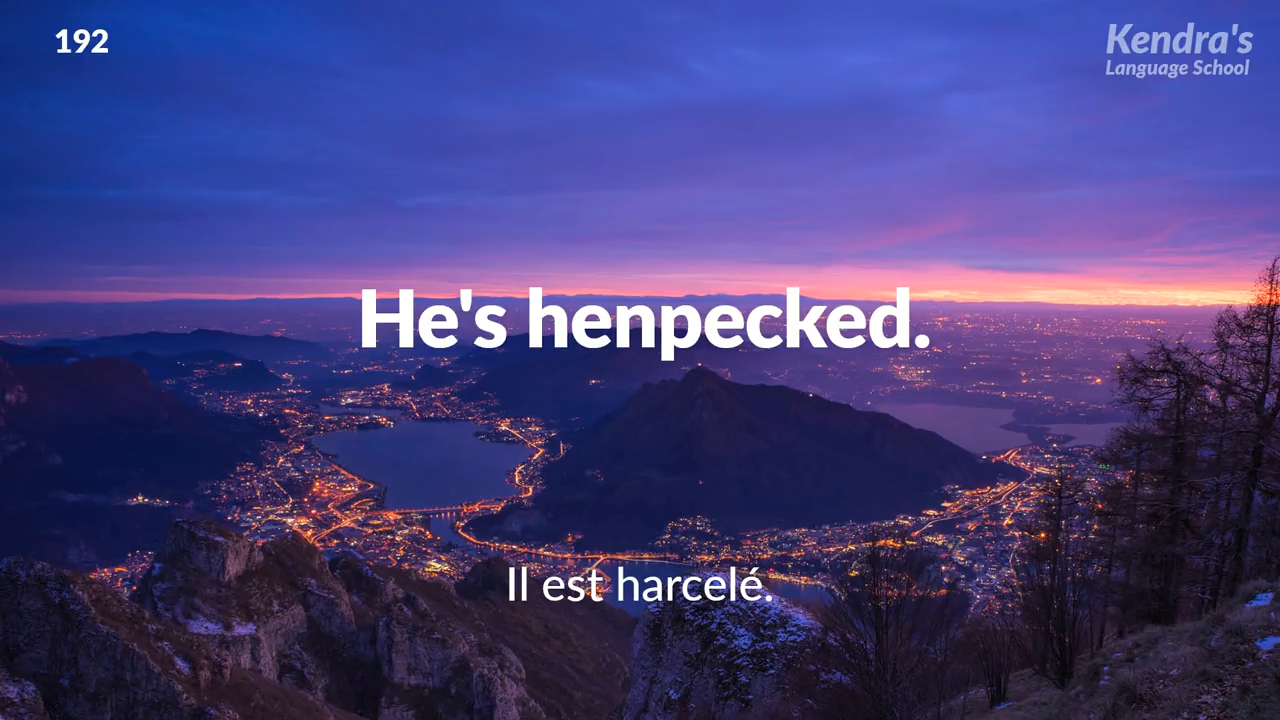 192
Kendra's
Language School
He's henpecked.
Il est harcelé.